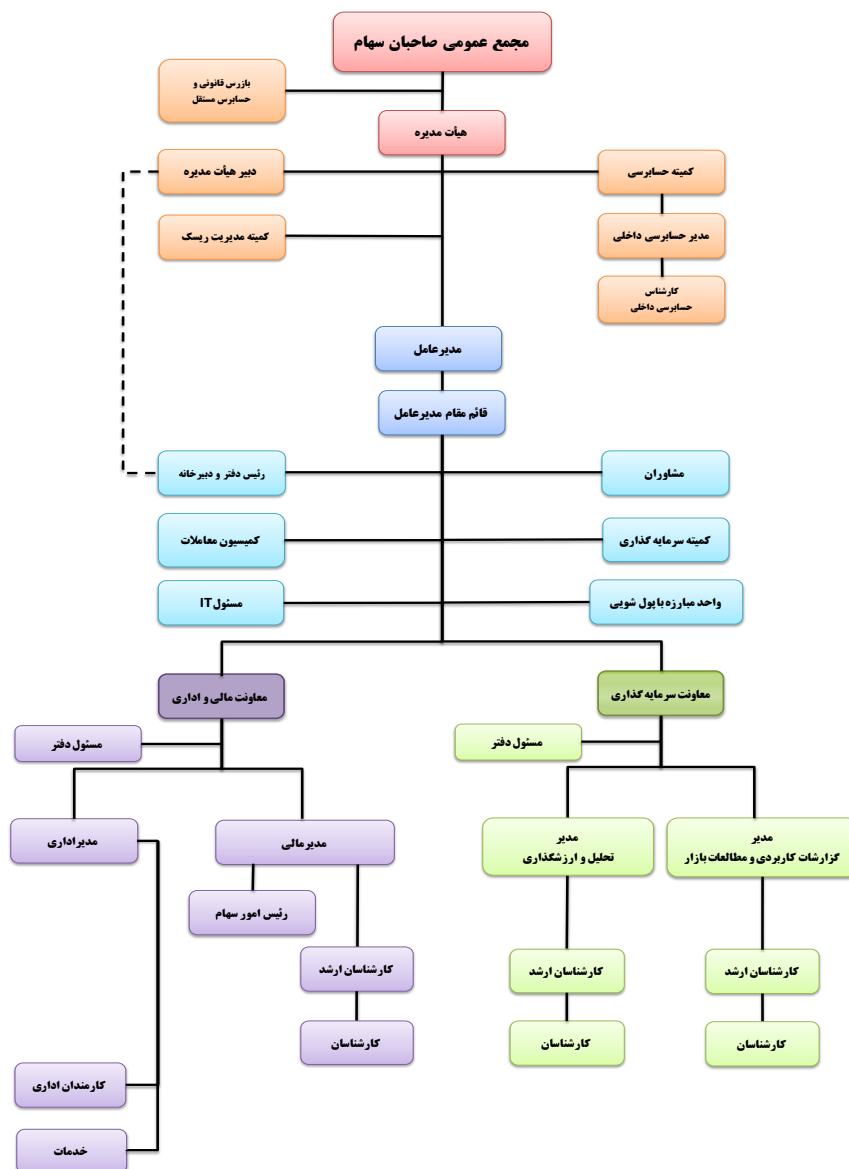 مجمع عمومی صاحبان سهام
بازرس قانونی و
حسابرس مستقل
هیأت مدیره
کمیته حسابرسی
دبیر هیأت مدیره
مدیر حسابرسی داخلی
کمیته مدیریت ریسک
کارشناس
حسابرسی داخلی
مدیرعامل
قائم مقام مدیرعامل
مشاوران
رئیس دفتر و دبیرخانه
کمیته سرمایه گذاری
کمیسیون معاملات
واحد مبارزه با پول شویی
مسئول IT
معاونت سرمایه گذاری
معاونت مالی و اداری
مسئول دفتر
مسئول دفتر
مدیر
گزارشات کاربردی و مطالعات بازار
مدیر
تحلیل و ارزشگذاری
مدیرمالی
مدیراداری
رئیس امور سهام
کارشناسان ارشد
کارشناسان ارشد
کارشناسان ارشد
کارشناسان
کارشناسان
کارشناسان
کارمندان اداری
خدمات